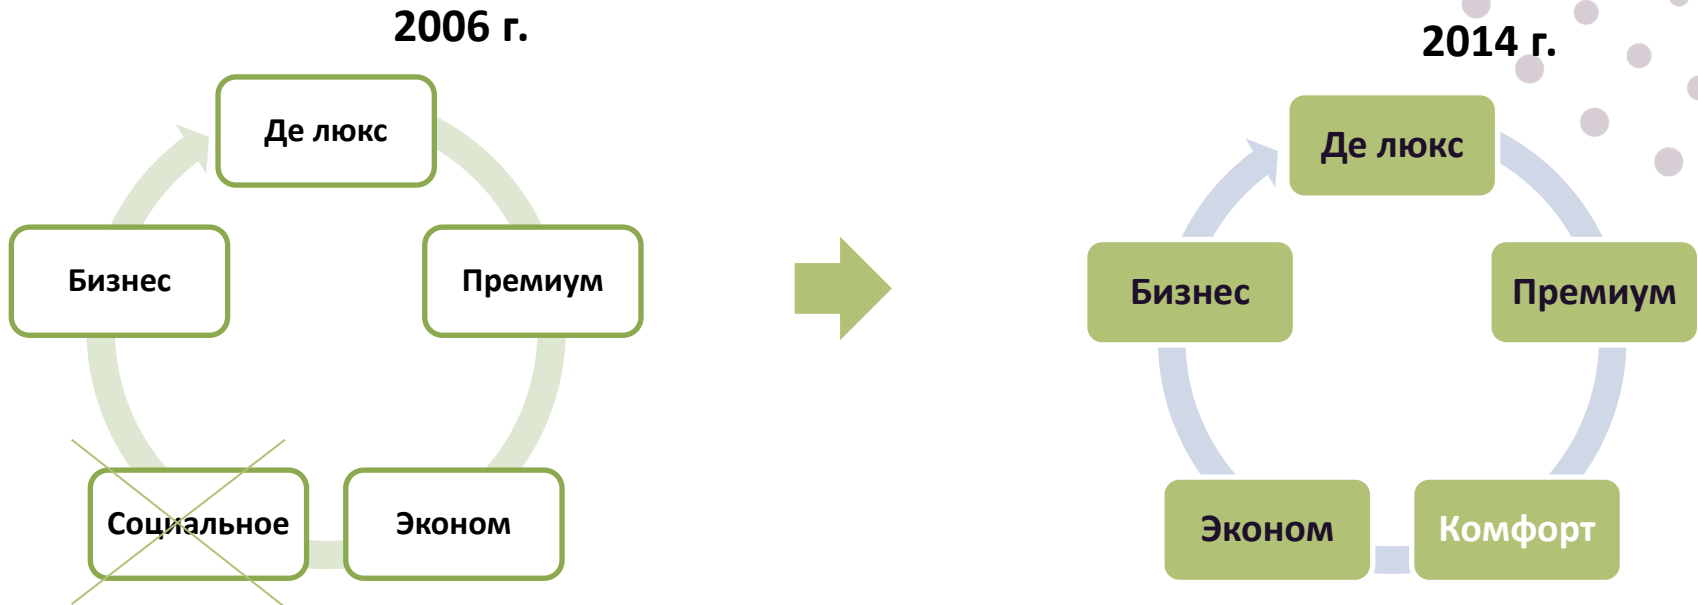 2006 г.
Де люкс
Премиум
Эконом
Социальное
Бизнес
2014 г.
Де люкс
Премиум
Комфорт
Эконом
Бизнес